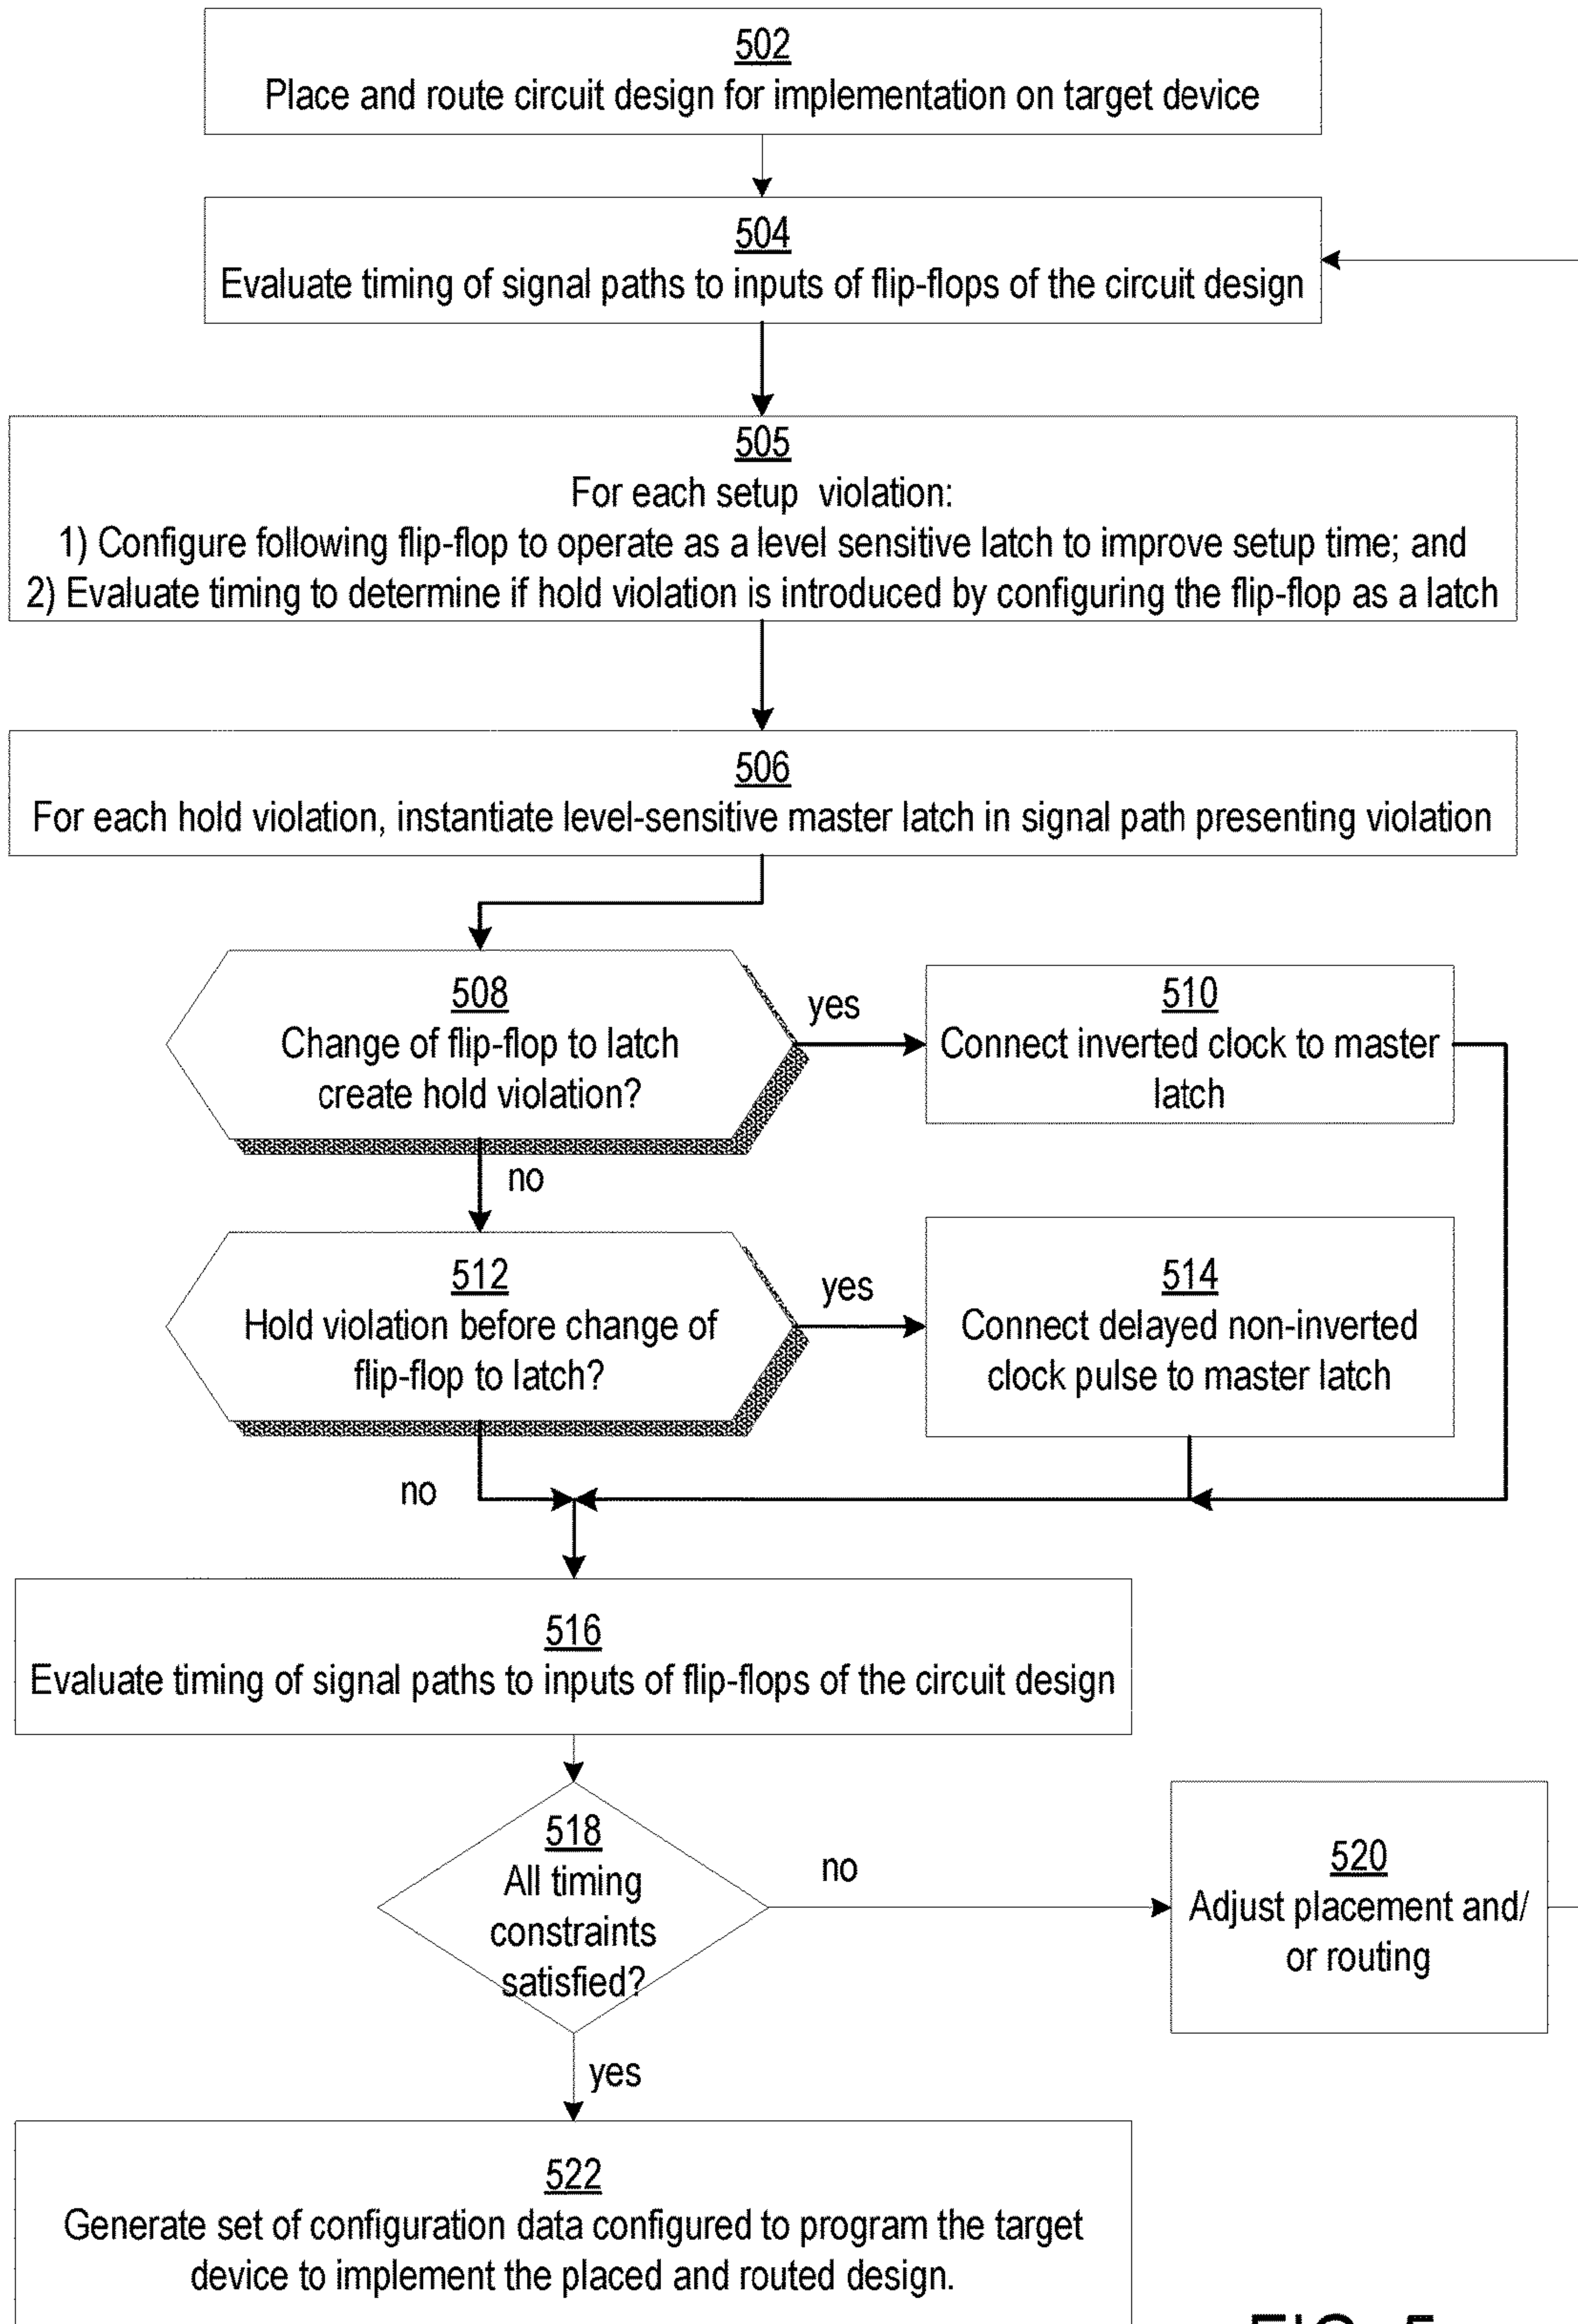 502
Place and route circuit design for implementation on target device
504
Evaluate timing of signal paths to inputs of flip-flops of the circuit design
505
For each setup violation:
1) Configure following flip-flop to operate as a level sensitive latch to improve setup time; and
2) Evaluate timing to determine if hold violation is introduced by configuring the flip-flop as a latch
506
For each hold violation, instantiate level-sensitive master latch in signal path presenting violation
508
Change of flip-flop to latch
create hold violation?
yes
510
Connect inverted clock to master
latch
no
512
Hold violation before change of
flip-flop to latch?
yes
514
Connect delayed non-inverted
clock pulse to master latch
no
516
Evaluate timing of signal paths to inputs of flip-flops of the circuit design
518
All timing
constraints
satisfied?
no
520
Adjust placement and/
or routing
yes
522
Generate set of configuration data configured to program the target
device to implement the placed and routed design.